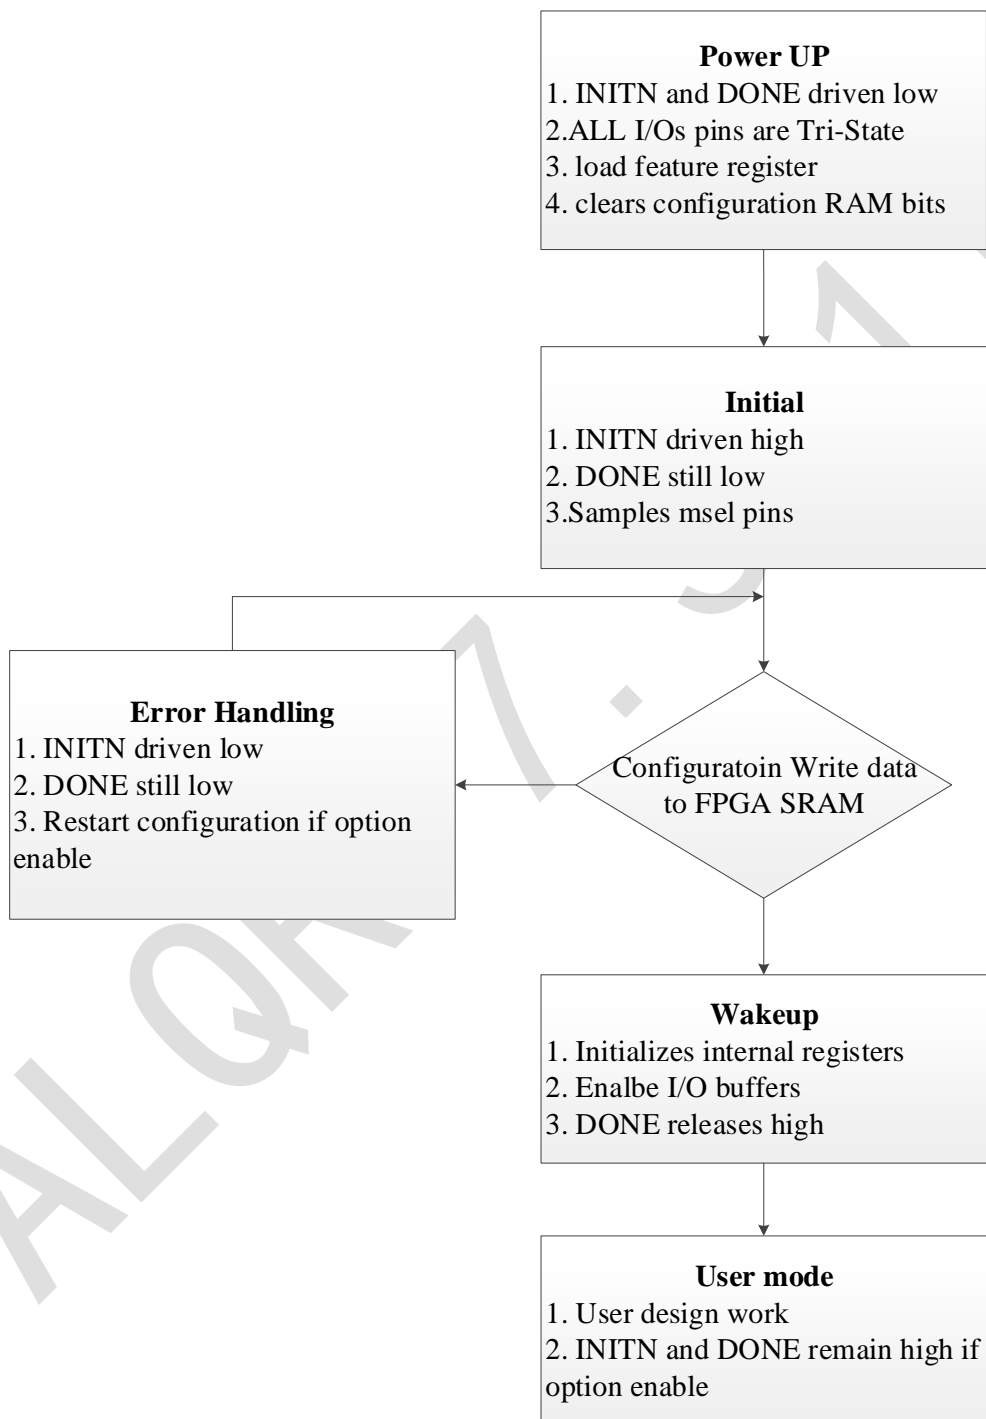 Power UP
1. INITN and DONE driven low
2.ALL I/Os pins are Tri-State
3. load feature register
4. clears configuration RAM bits
Initial
1. INITN driven high
2. DONE still low
3.Samples msel pins
Error Handling
1. INITN driven low
2. DONE still low
3. Restart configuration if option
enable
Configuratoin Write data
to FPGA SRAM
Wakeup
1. Initializes internal registers
2. Enalbe I/O buffers
3. DONE releases high
User mode
1. User design work
2. INITN and DONE remain high if
option enable